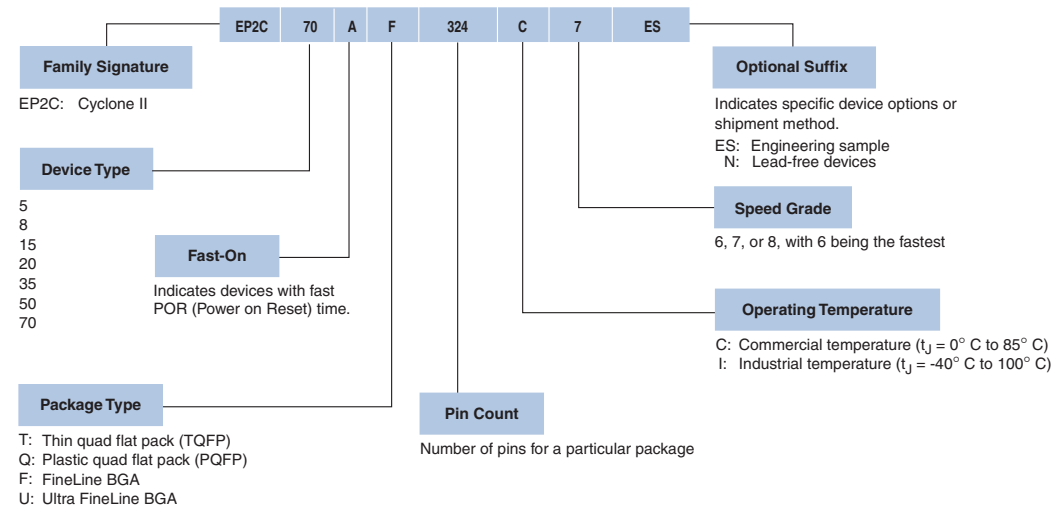 EP2C 70 A F 324 C 7 ES
Family Signature
EP2C: Cyclone II
Device Type
5
8
15
20
35
50
70
Fast-On
Indicates devices with fast
POR (Power on Reset) time.
Package Type
T: Thin quad flat pack (TQFP)
Q: Plastic quad flat pack (PQFP)
F: FineLine BGA
U: Ultra FineLine BGA
Pin Count
Number of pins for a particular package
Optional Suffix
Indicates specific device options or
shipment method.
ES: Engineering sample
N: Lead-free devices
Speed Grade
6, 7, or 8, with 6 being the fastest
Operating Temperature
C: Commercial temperature (tJ = 0° C to 85° C)
I: Industrial temperature (tJ = -40° C to 100° C)